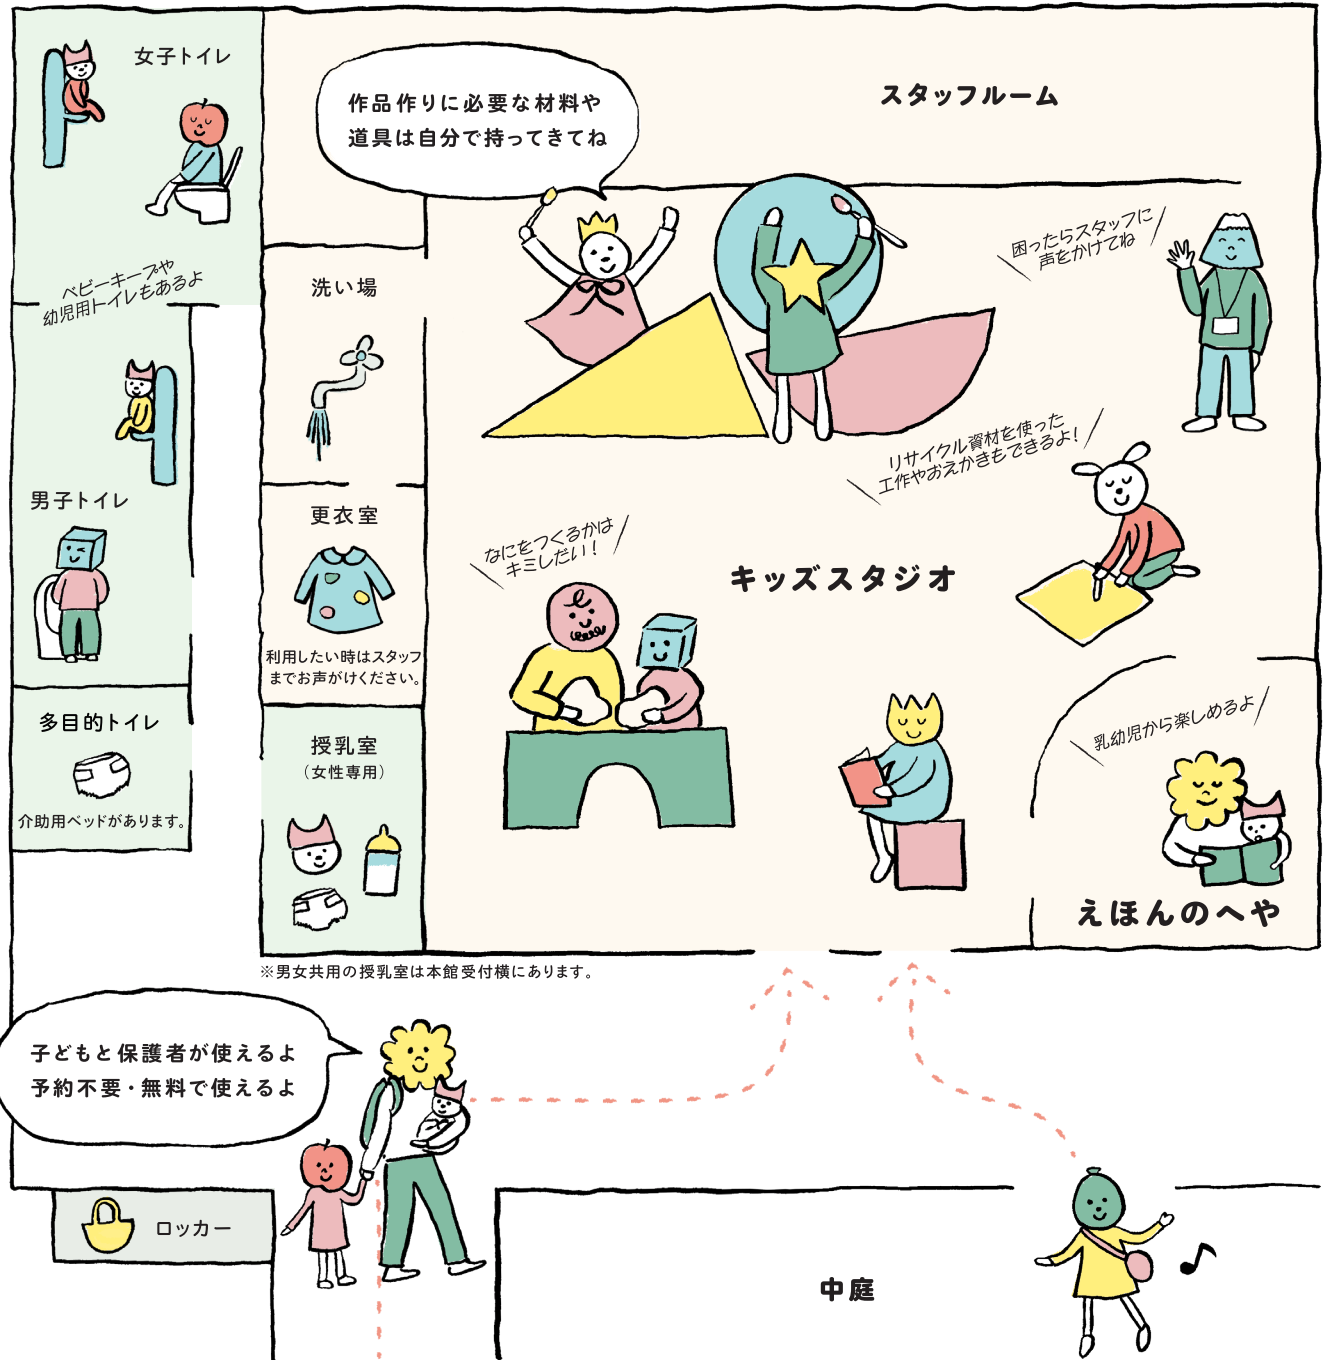 女子トイレ
作品作りに必要な材料や
道具は自分で持ってきてね
スタッフルーム
困ったらスタッフに
声をかけてね
ベビーキープや
幼児用トイレもあるよ
洗い場
リサイクル資材を使った
工作やおえかきもできるよ!
男子トイレ
更衣室
なにをつくるかは
キミしだい!
キッズスタジオ
利用したい時はスタッフ
までお声がけください。
多目的トイレ
介助用ベッドがあります。
授乳室
(女性専用)
乳幼児から楽しめるよ
えほんのへや
※男女共用の授乳室は本館受付横にあります。
子どもと保護者が使えるよ
予約不要・無料で使えるよ
ロッカー
中庭